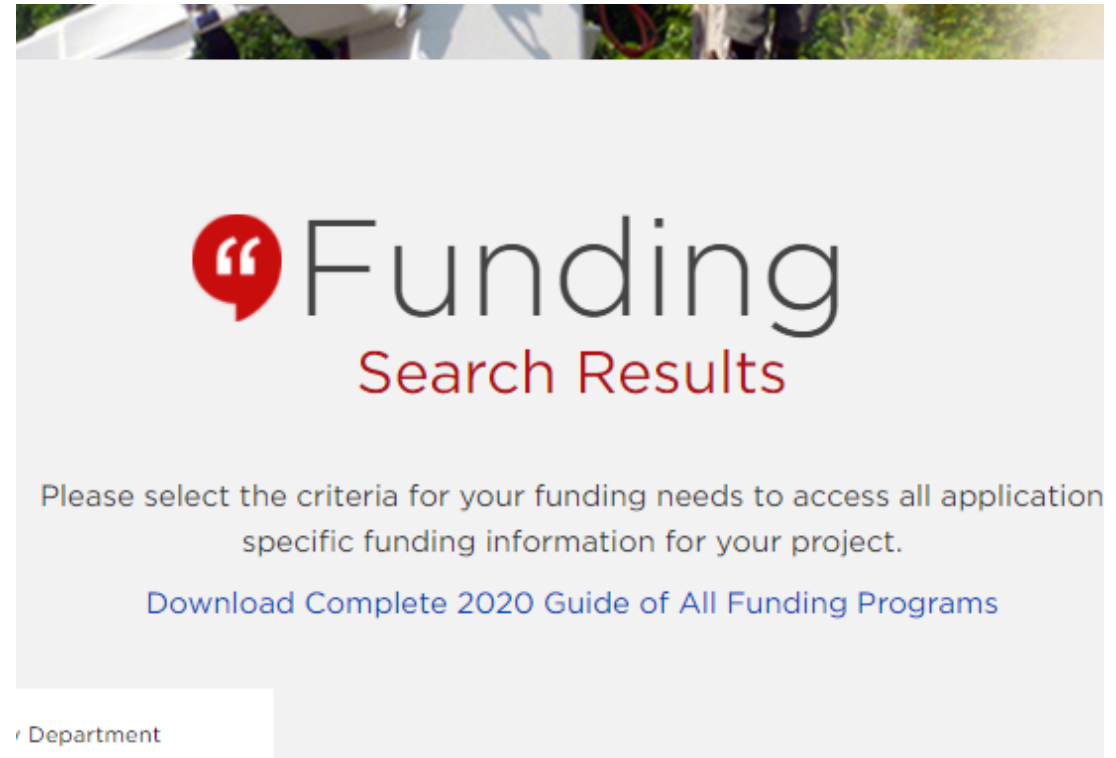 Funding
Search Results
Please select the criteria for your funding needs to access all application
specific funding information for your project.
Download Complete 2020 Guide of All Funding Programs
Department